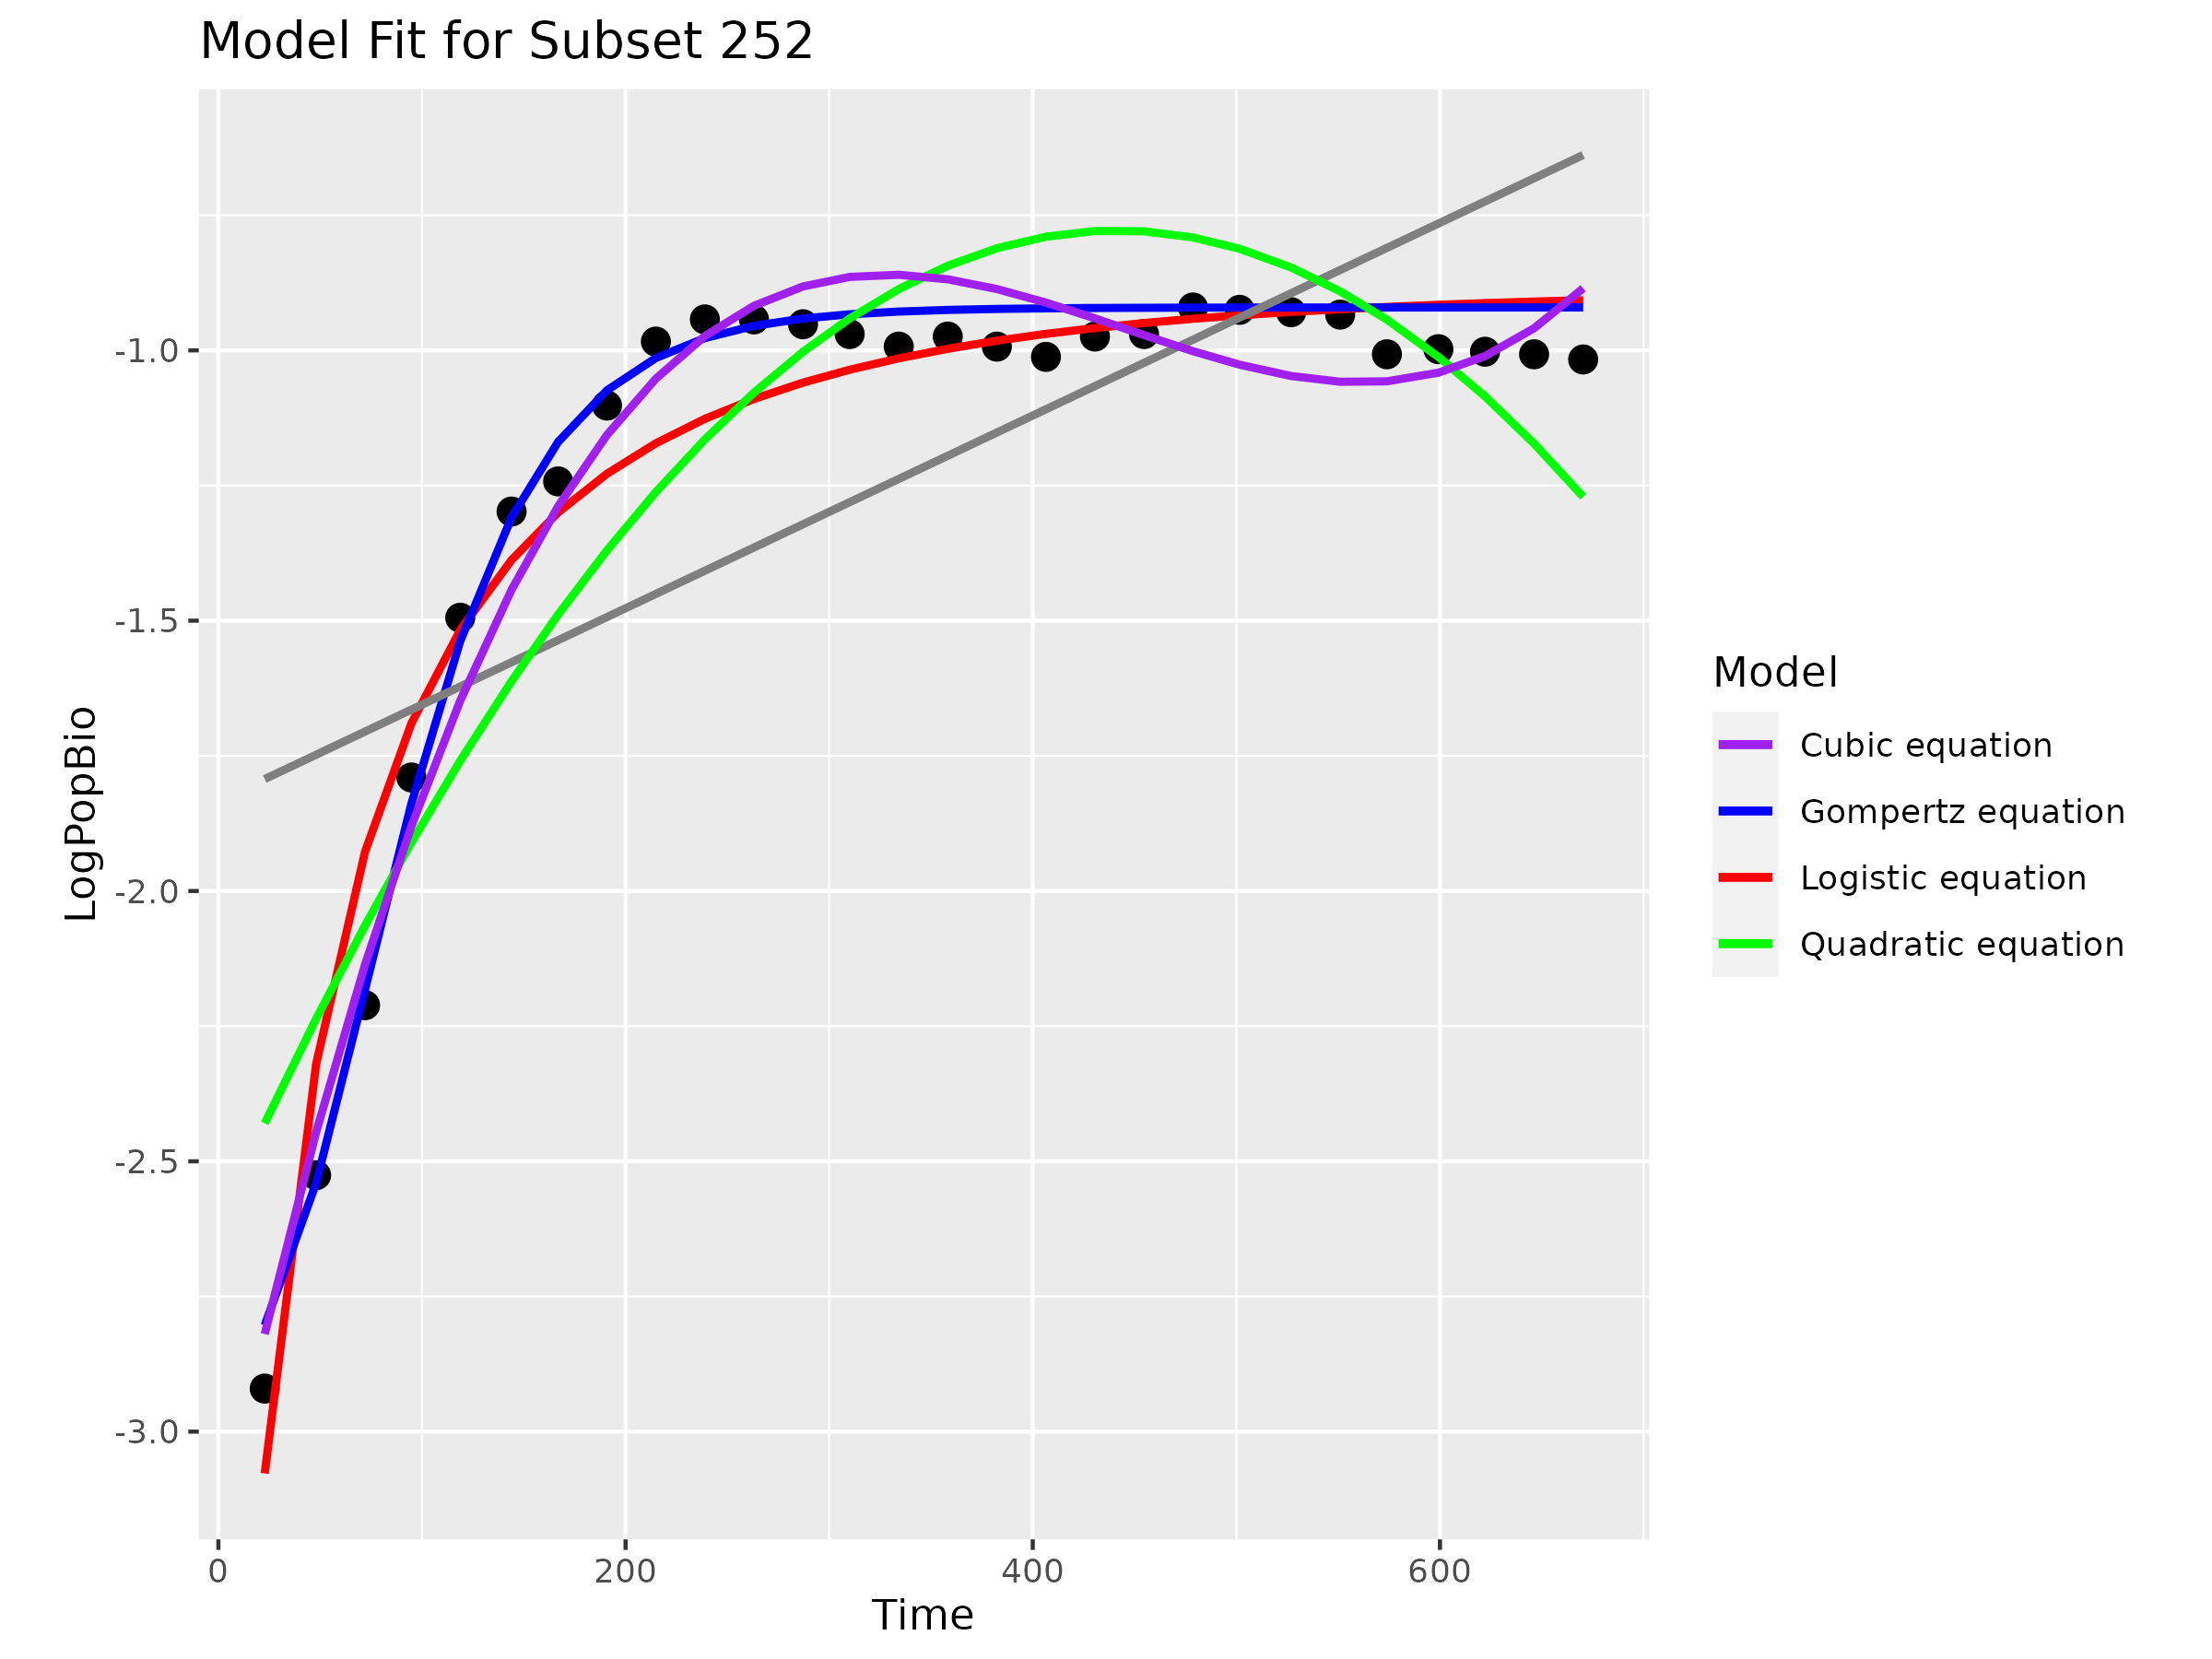 Model Fit for Subset 252
LogPopBio
-1.0
-1.5
-2.0
-2.5
-3.0
0
200
400
600
Time
Model
Cubic equation
Gompertz equation
Logistic equation
Quadratic equation